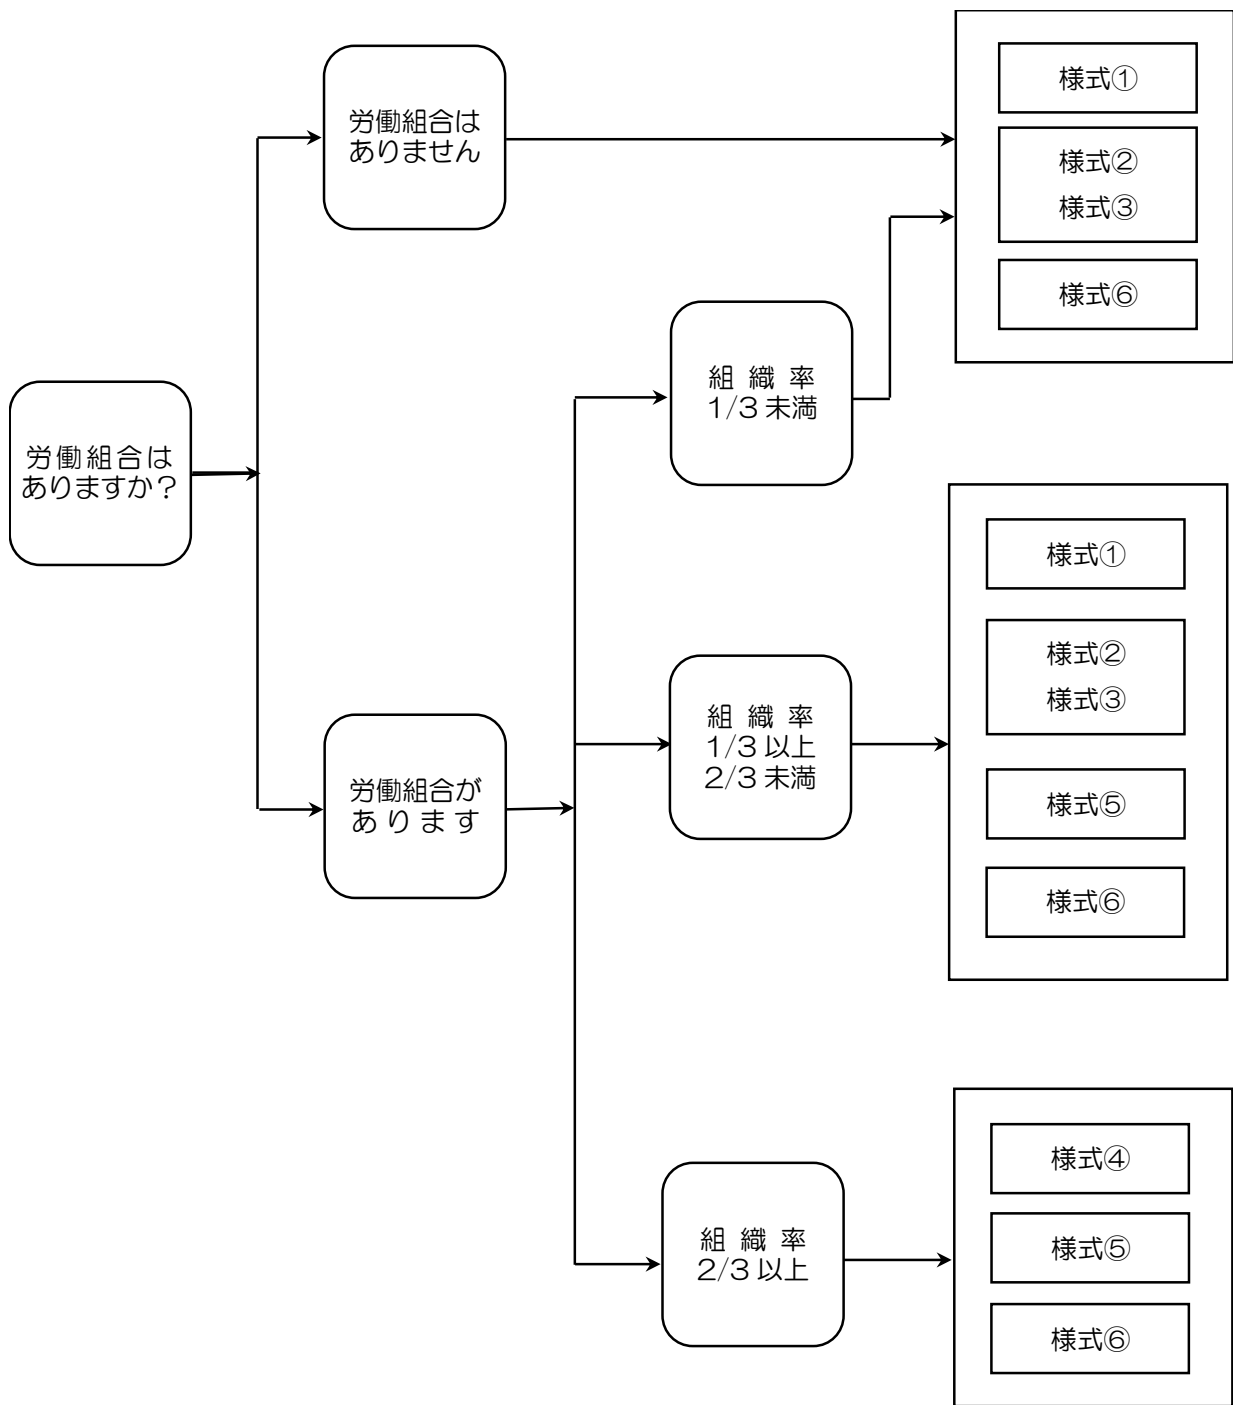 労働組合は
ありますか？
労働組合は
ありません
労働組合が
あります
組織率
1/3未満
組織率
1/3以上
2/3未満
組織率
2/3以上
様式①
様式②
様式③
様式⑥
様式①
様式②
様式③
様式⑤
様式⑥
様式④
様式⑤
様式⑥